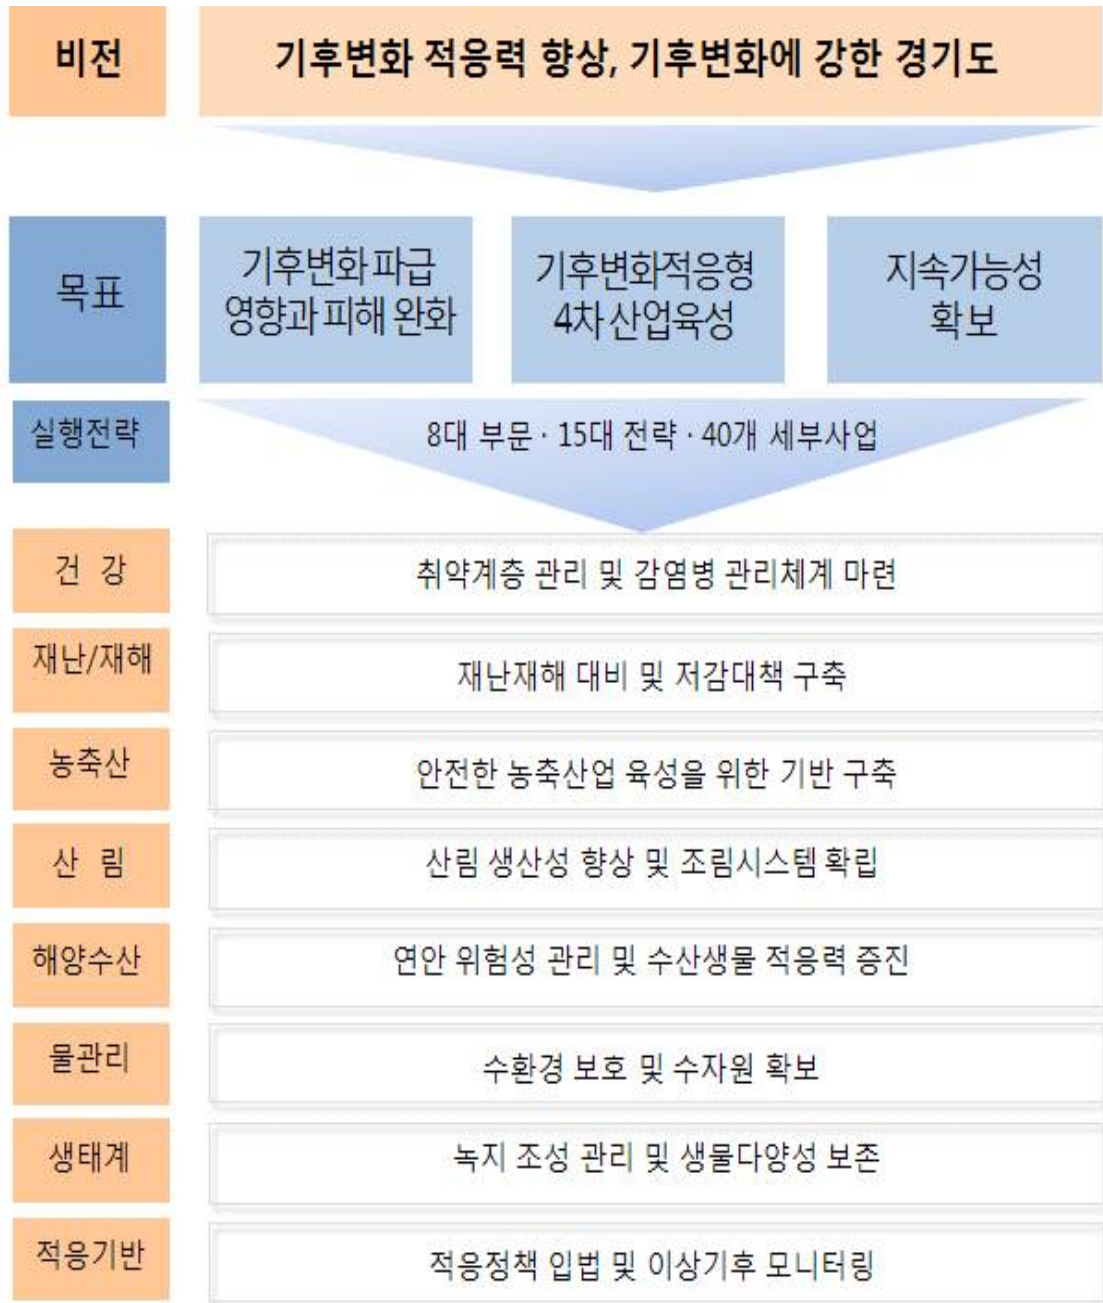 비전
기후변화 적응력 향상, 기후변화에 강한 경기도
목표
기후변화 파급
영향과 피해 완화
기후변화적응형
4차 산업육성
지속가능성
확보
실행전략
8대 부문 · 15대 전략 · 40개 세부사업
건 강
취약계층 관리 및 감염병 관리체계 마련
재난/재해
재난재해 대비 및 저감대책 구축
농축산
안전한 농축산업 육성을 위한 기반 구축
산 림
산림 생산성 향상 및 조림시스템 확립
해양수산
연안 위험성 관리 및 수산생물 적응력 증진
물관리
수환경 보호 및 수자원 확보
생태계
녹지 조성 관리 및 생물다양성 보존
적응기반
적응정책 입법 및 이상기후 모니터링